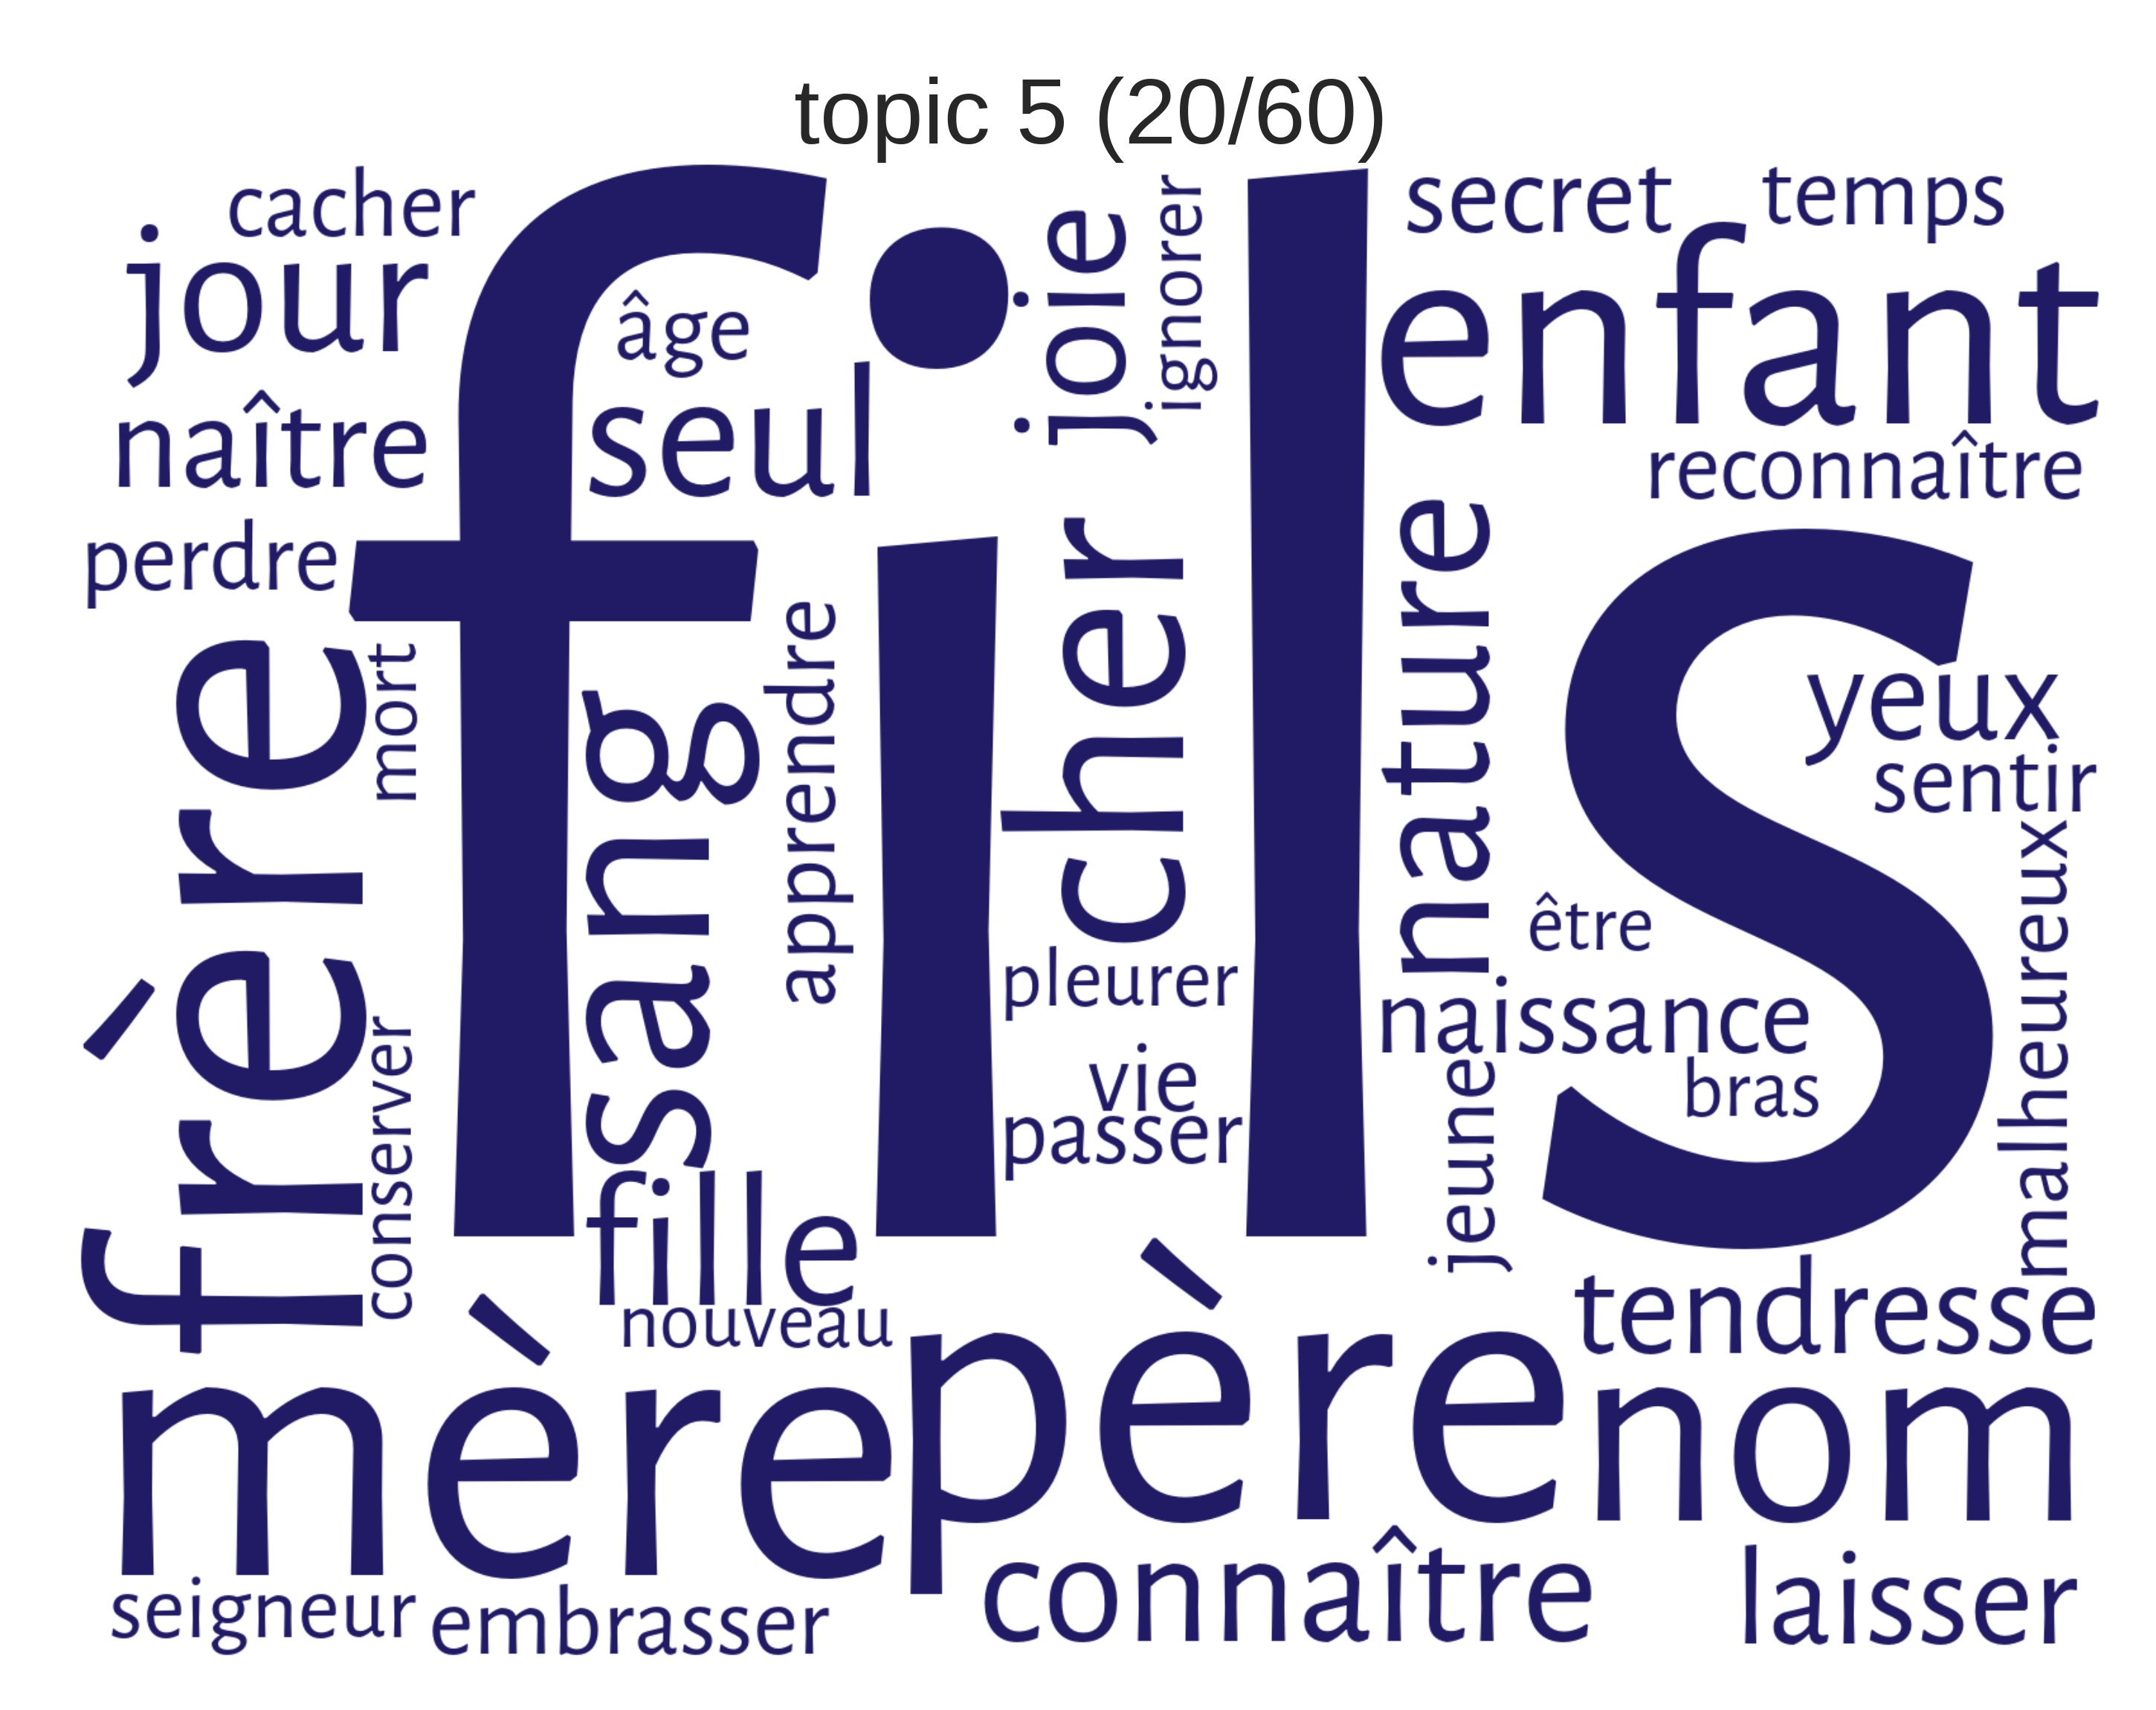 topic 5 (20/60)
cacher
jour
naître
perdre
frère
mort
conserver
fils
âge
seul
sang
apprendre
fille
nouveau
joie
ignorer
cher
pleurer
vie
passer
secret
temps
enfant
reconnaître
nature
yeux
sentir
malheureux
être
naissance
bras
jeune
tendresse
mère
père
nom
seigneur
embrasser
connaître
laisser